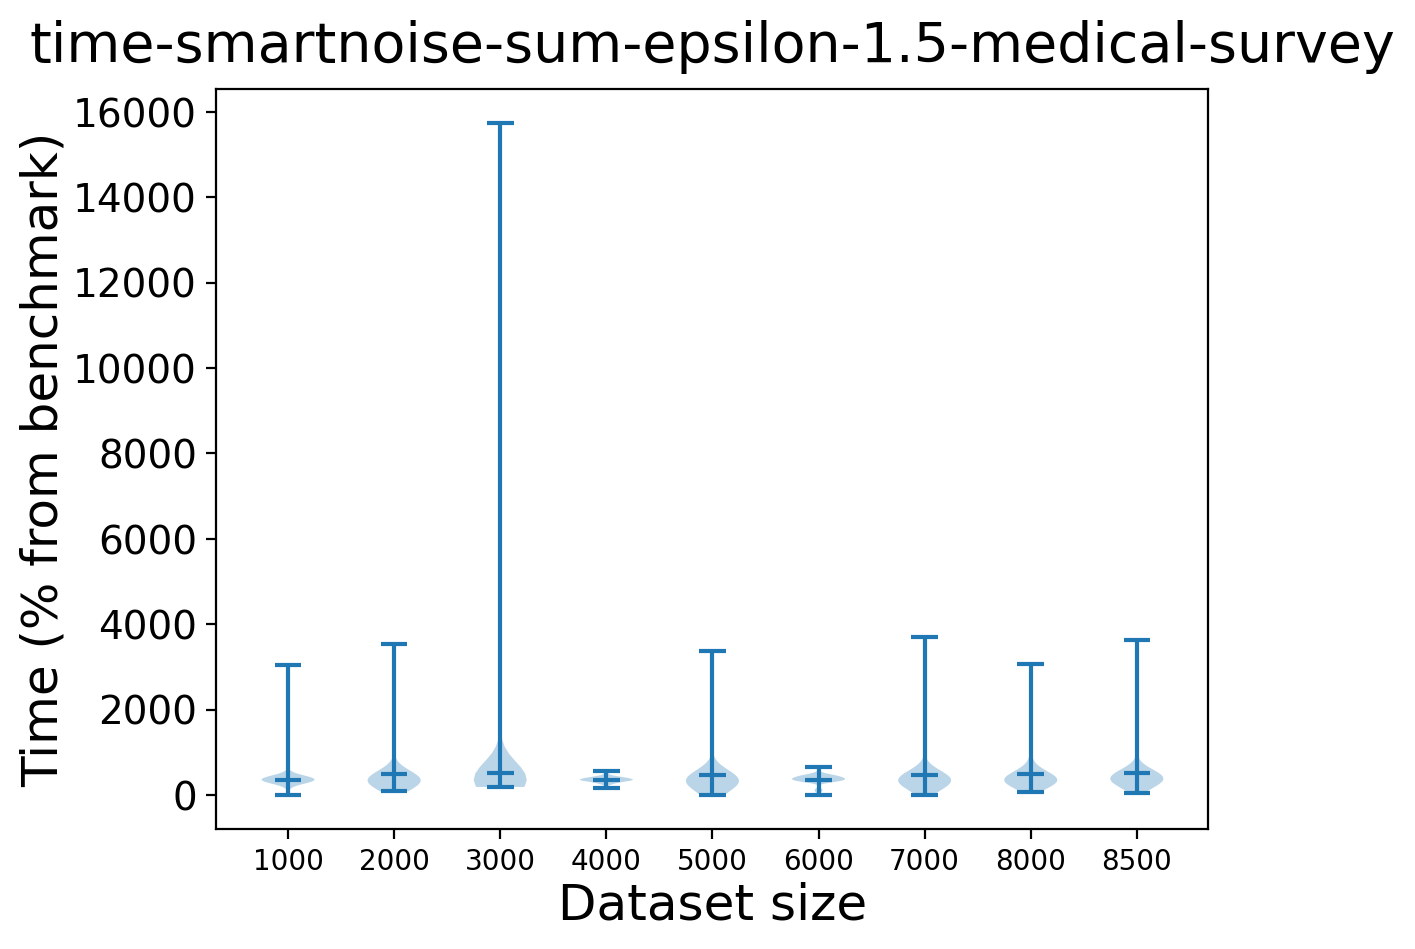 time-smartnoise-sum-epsilon-1.5-medical-survey
Time (% from benchmark)
16000
14000
12000
10000
8000
6000
4000
2000
0
1000 2000 3000 4000 5000 6000 7000 8000 8500
Dataset size